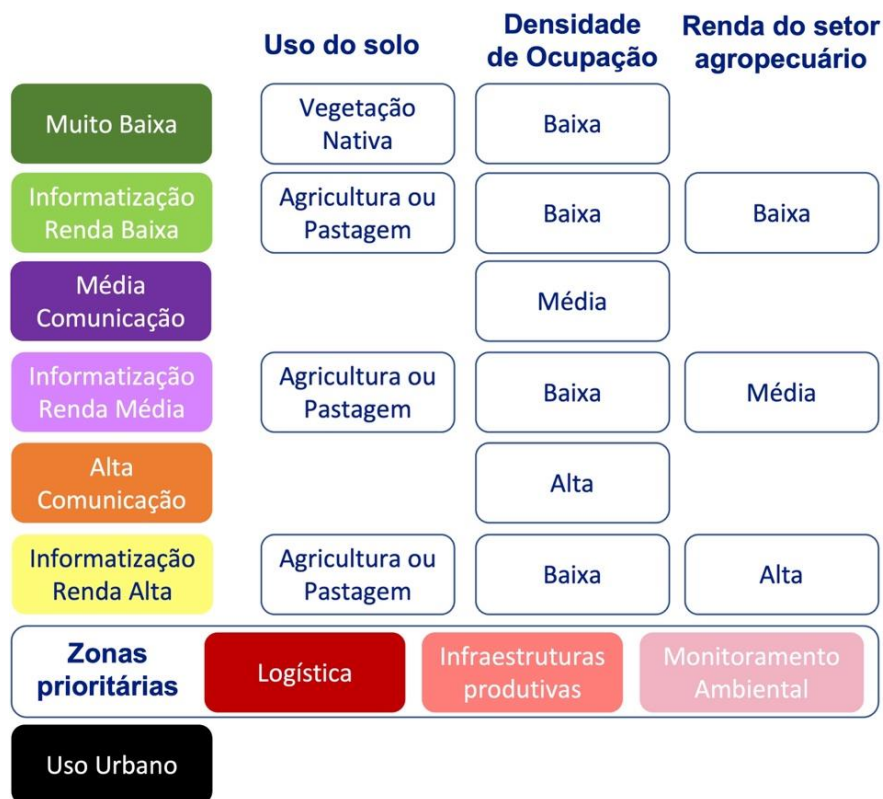 Uso do solo
Densidade
de Ocupação
Renda do setor
agropecuário
Muito Baixa
Vegetação
Nativa
Baixa
Informatização
Renda Baixa
Agricultura ou
Pastagem
Baixa
Baixa
Média
Comunicação
Média
Informatização
Renda Média
Agricultura ou
Pastagem
Baixa
Média
Alta
Comunicação
Alta
Informatização
Renda Alta
Agricultura ou
Pastagem
Baixa
Alta
Zonas
prioritárias
Logística
Infraestruturas
produtivas
Monitoramento
Ambiental
Uso Urbano